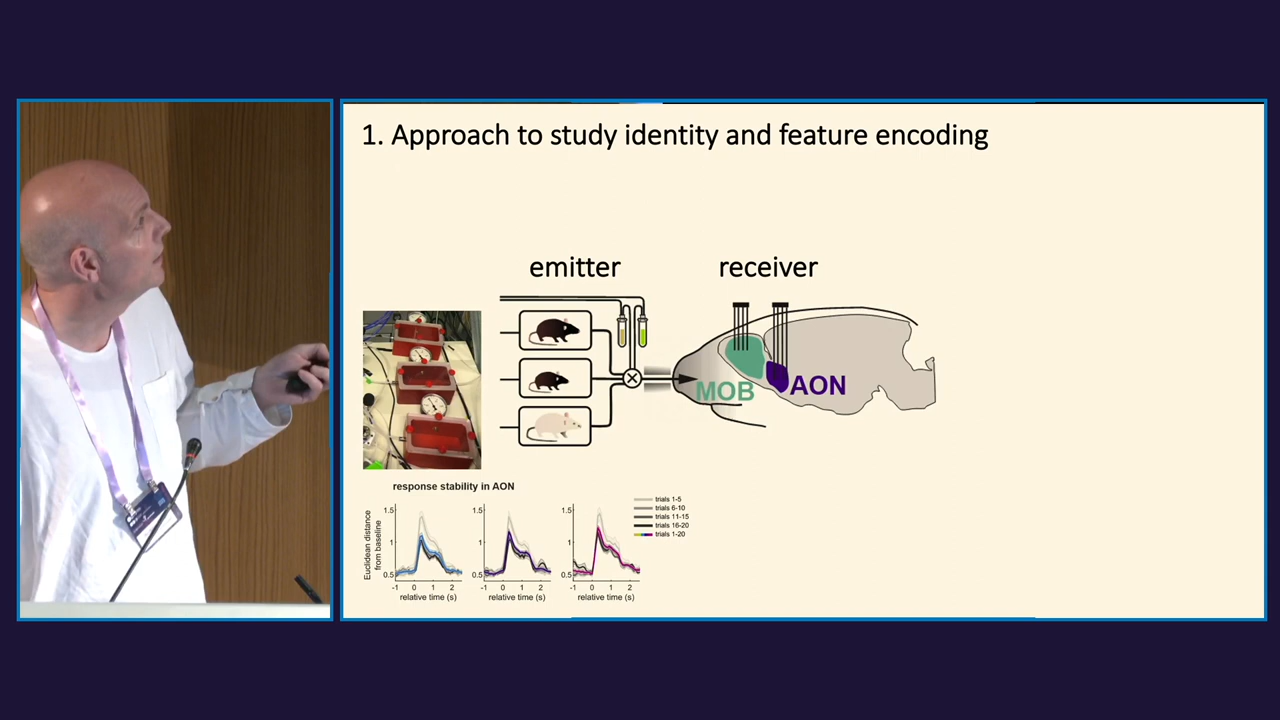 1. Approach to study identity and feature encoding
emitter
receiver
MOB
AON
response stability in AON
Euclidean distance
from baseline
1.5
1
0.5
-1 0 1 2
relative time (s)
1.5
1
0.5
-1 0 1 2
relative time (s)
1.5
1
0.5
-1 0 1 2
relative time (s)
trials 1-5
trials 6-10
trials 11-15
trials 16-20
trials 1-20